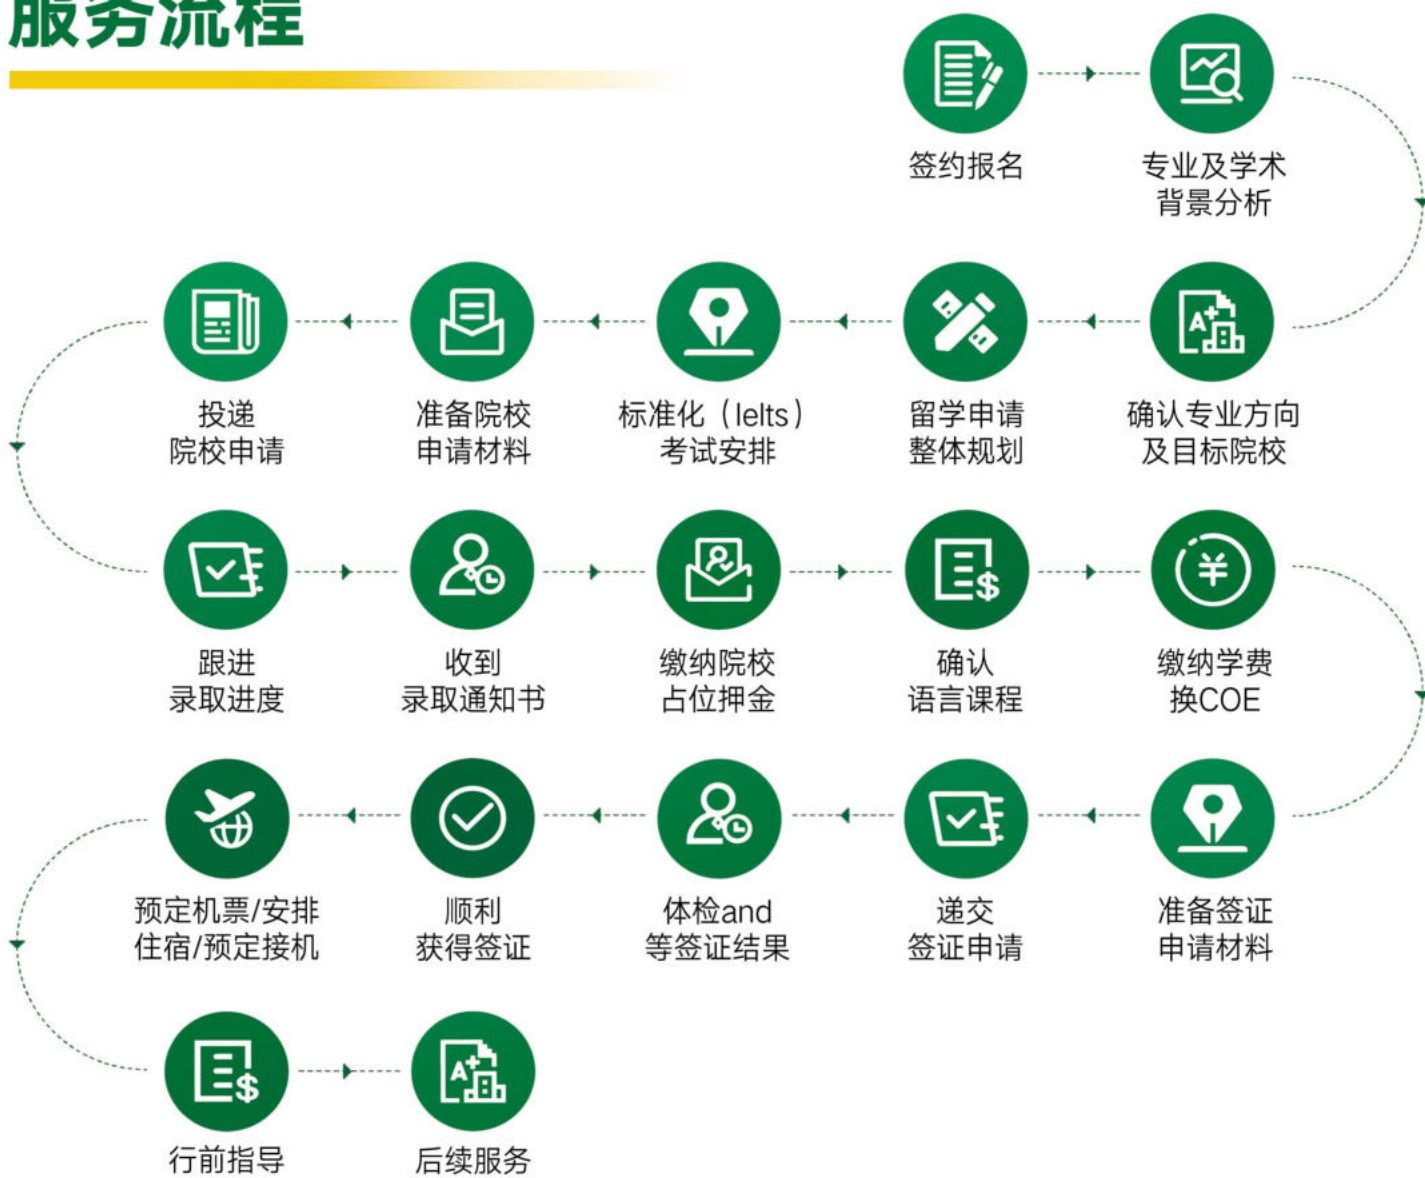 服务流程
签约报名
专业及学术
背景分析
确认专业方向
及目标院校
留学申请
整体规划
标准化（Ielts）
考试安排
准备院校
申请材料
投递
院校申请
跟进
录取进度
收到
录取通知书
缴纳院校
占位押金
确认
语言课程
缴纳学费
换COE
准备签证
申请材料
递交
签证申请
体检and
等签证结果
顺利
获得签证
预定机票/安排
住宿/预定接机
行前指导
后续服务